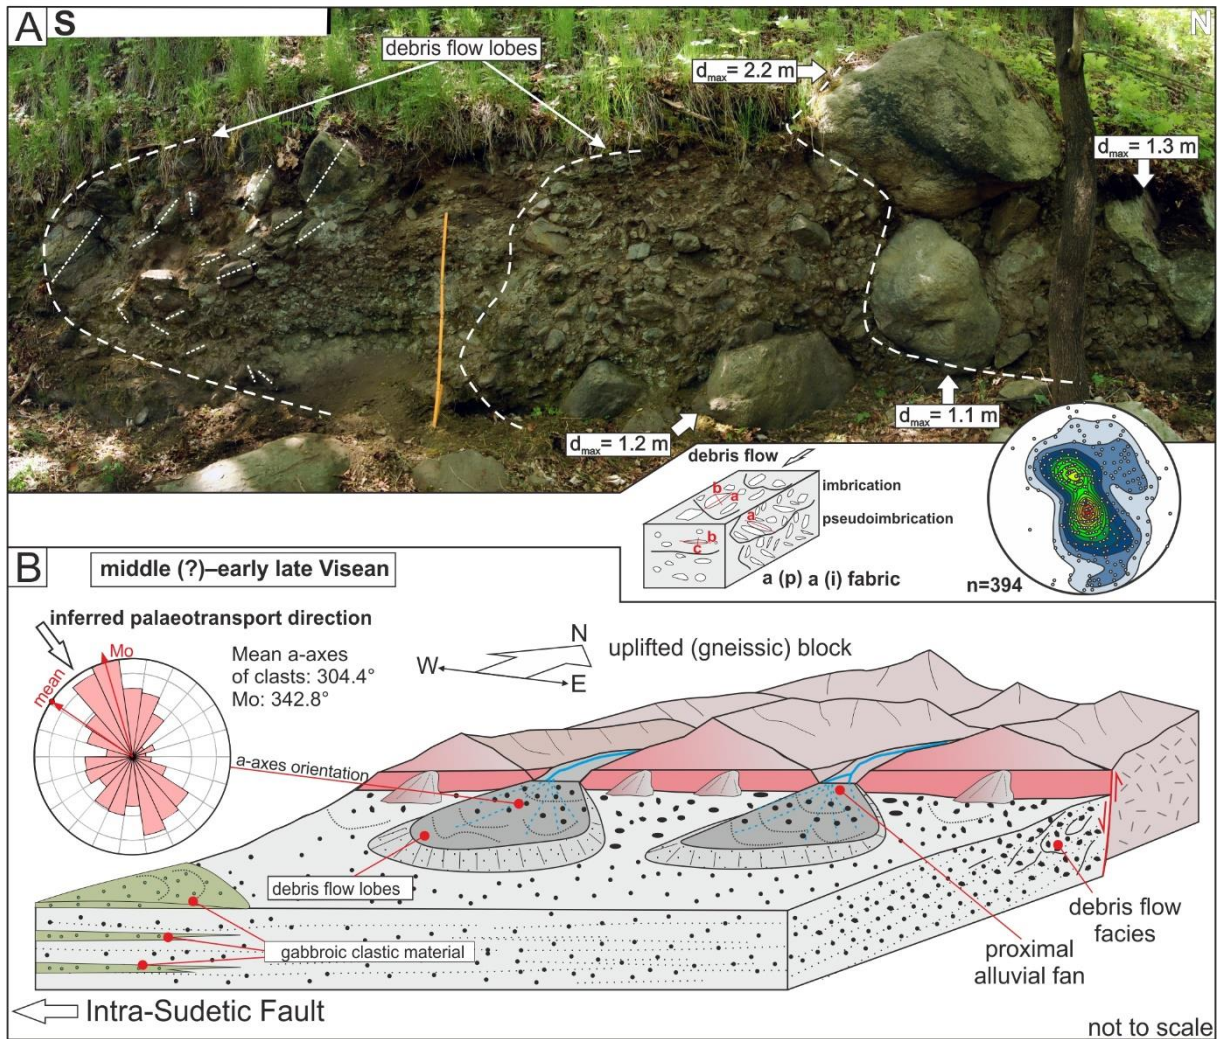 A S
N
debris flow lobes
dmax= 2.2 m
dmax= 1.3 m
dmax= 1.1 m
dmax= 1.2 m
debris flow
b
a
a
b
c
imbrication
pseudoimbrication
a (p) a (i) fabric
n=394
B middle (?)–early late Visean
inferred palaeotransport direction
Mo
mean
Mean a-axes
of clasts: 304.4°
Mo: 342.8°
N
W
E
uplifted (gneissic) block
a-axes orientation
debris flow lobes
gabbroic clastic material
debris flow
facies
proximal
alluvial fan
Intra-Sudetic Fault
not to scale